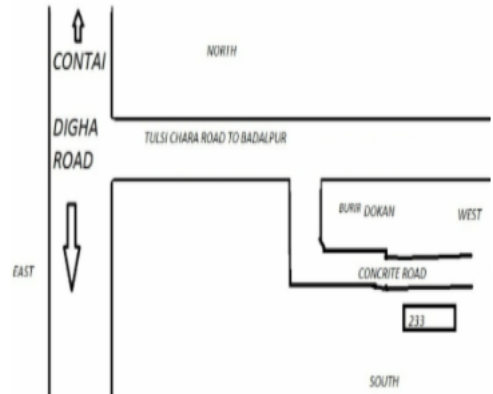 CONTAI
NORTH
DIGHA
ROAD
TULSI CHARA ROAD TO BADALPUR
BURIR DOKAN
WEST
EAST
CONCRITE ROAD
233
SOUTH